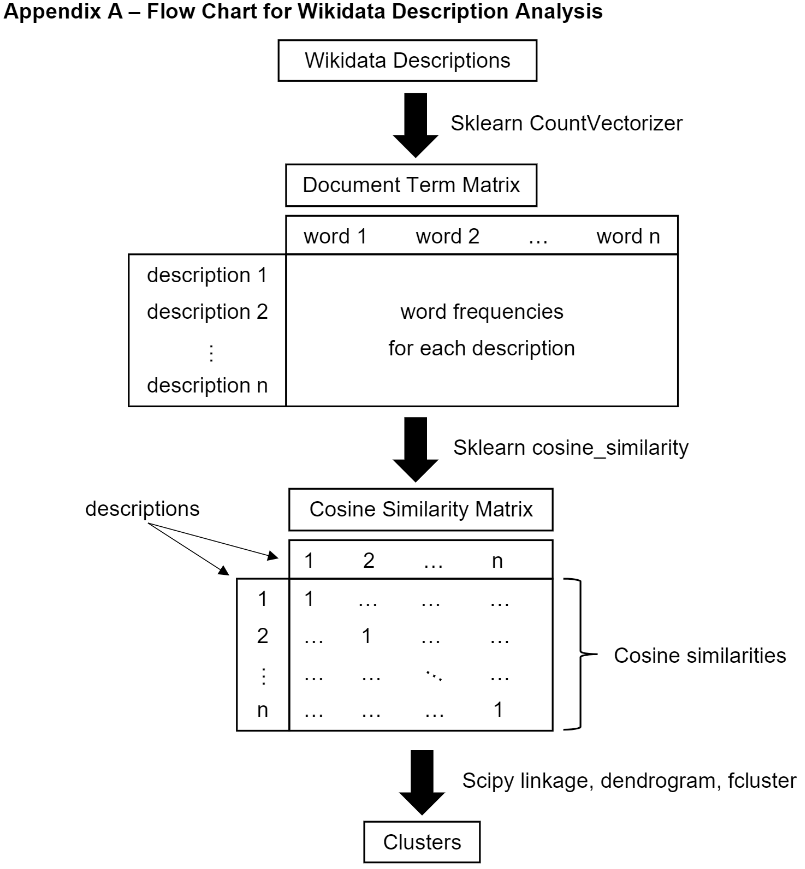 Appendix A – Flow Chart for Wikidata Description Analysis
Wikidata Descriptions
Sklearn CountVectorizer
Document Term Matrix
word 1 word 2 … word n
description 1
description 2
word frequencies
for each description
⋮
description n
Sklearn cosine_similarity
Cosine Similarity Matrix
descriptions
1 2 … n
1 1 … … …
2 … 1 … …
⋮ … … ⋱ …
n … … … 1
Cosine similarities
Scipy linkage, dendrogram, fcluster
Clusters